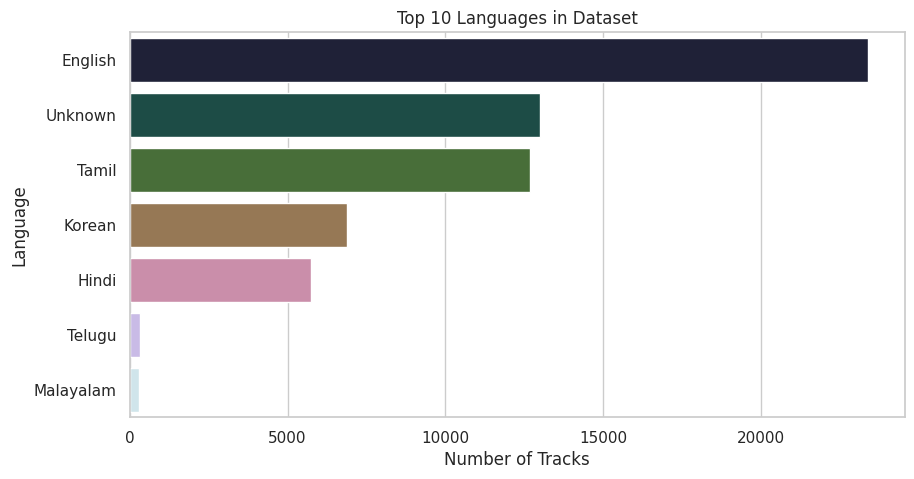 Top 10 Languages in Dataset
Language
English
Unknown
Tamil
Korean
Hindi
Telugu
Malayalam
0 5000 10000 15000 20000
Number of Tracks